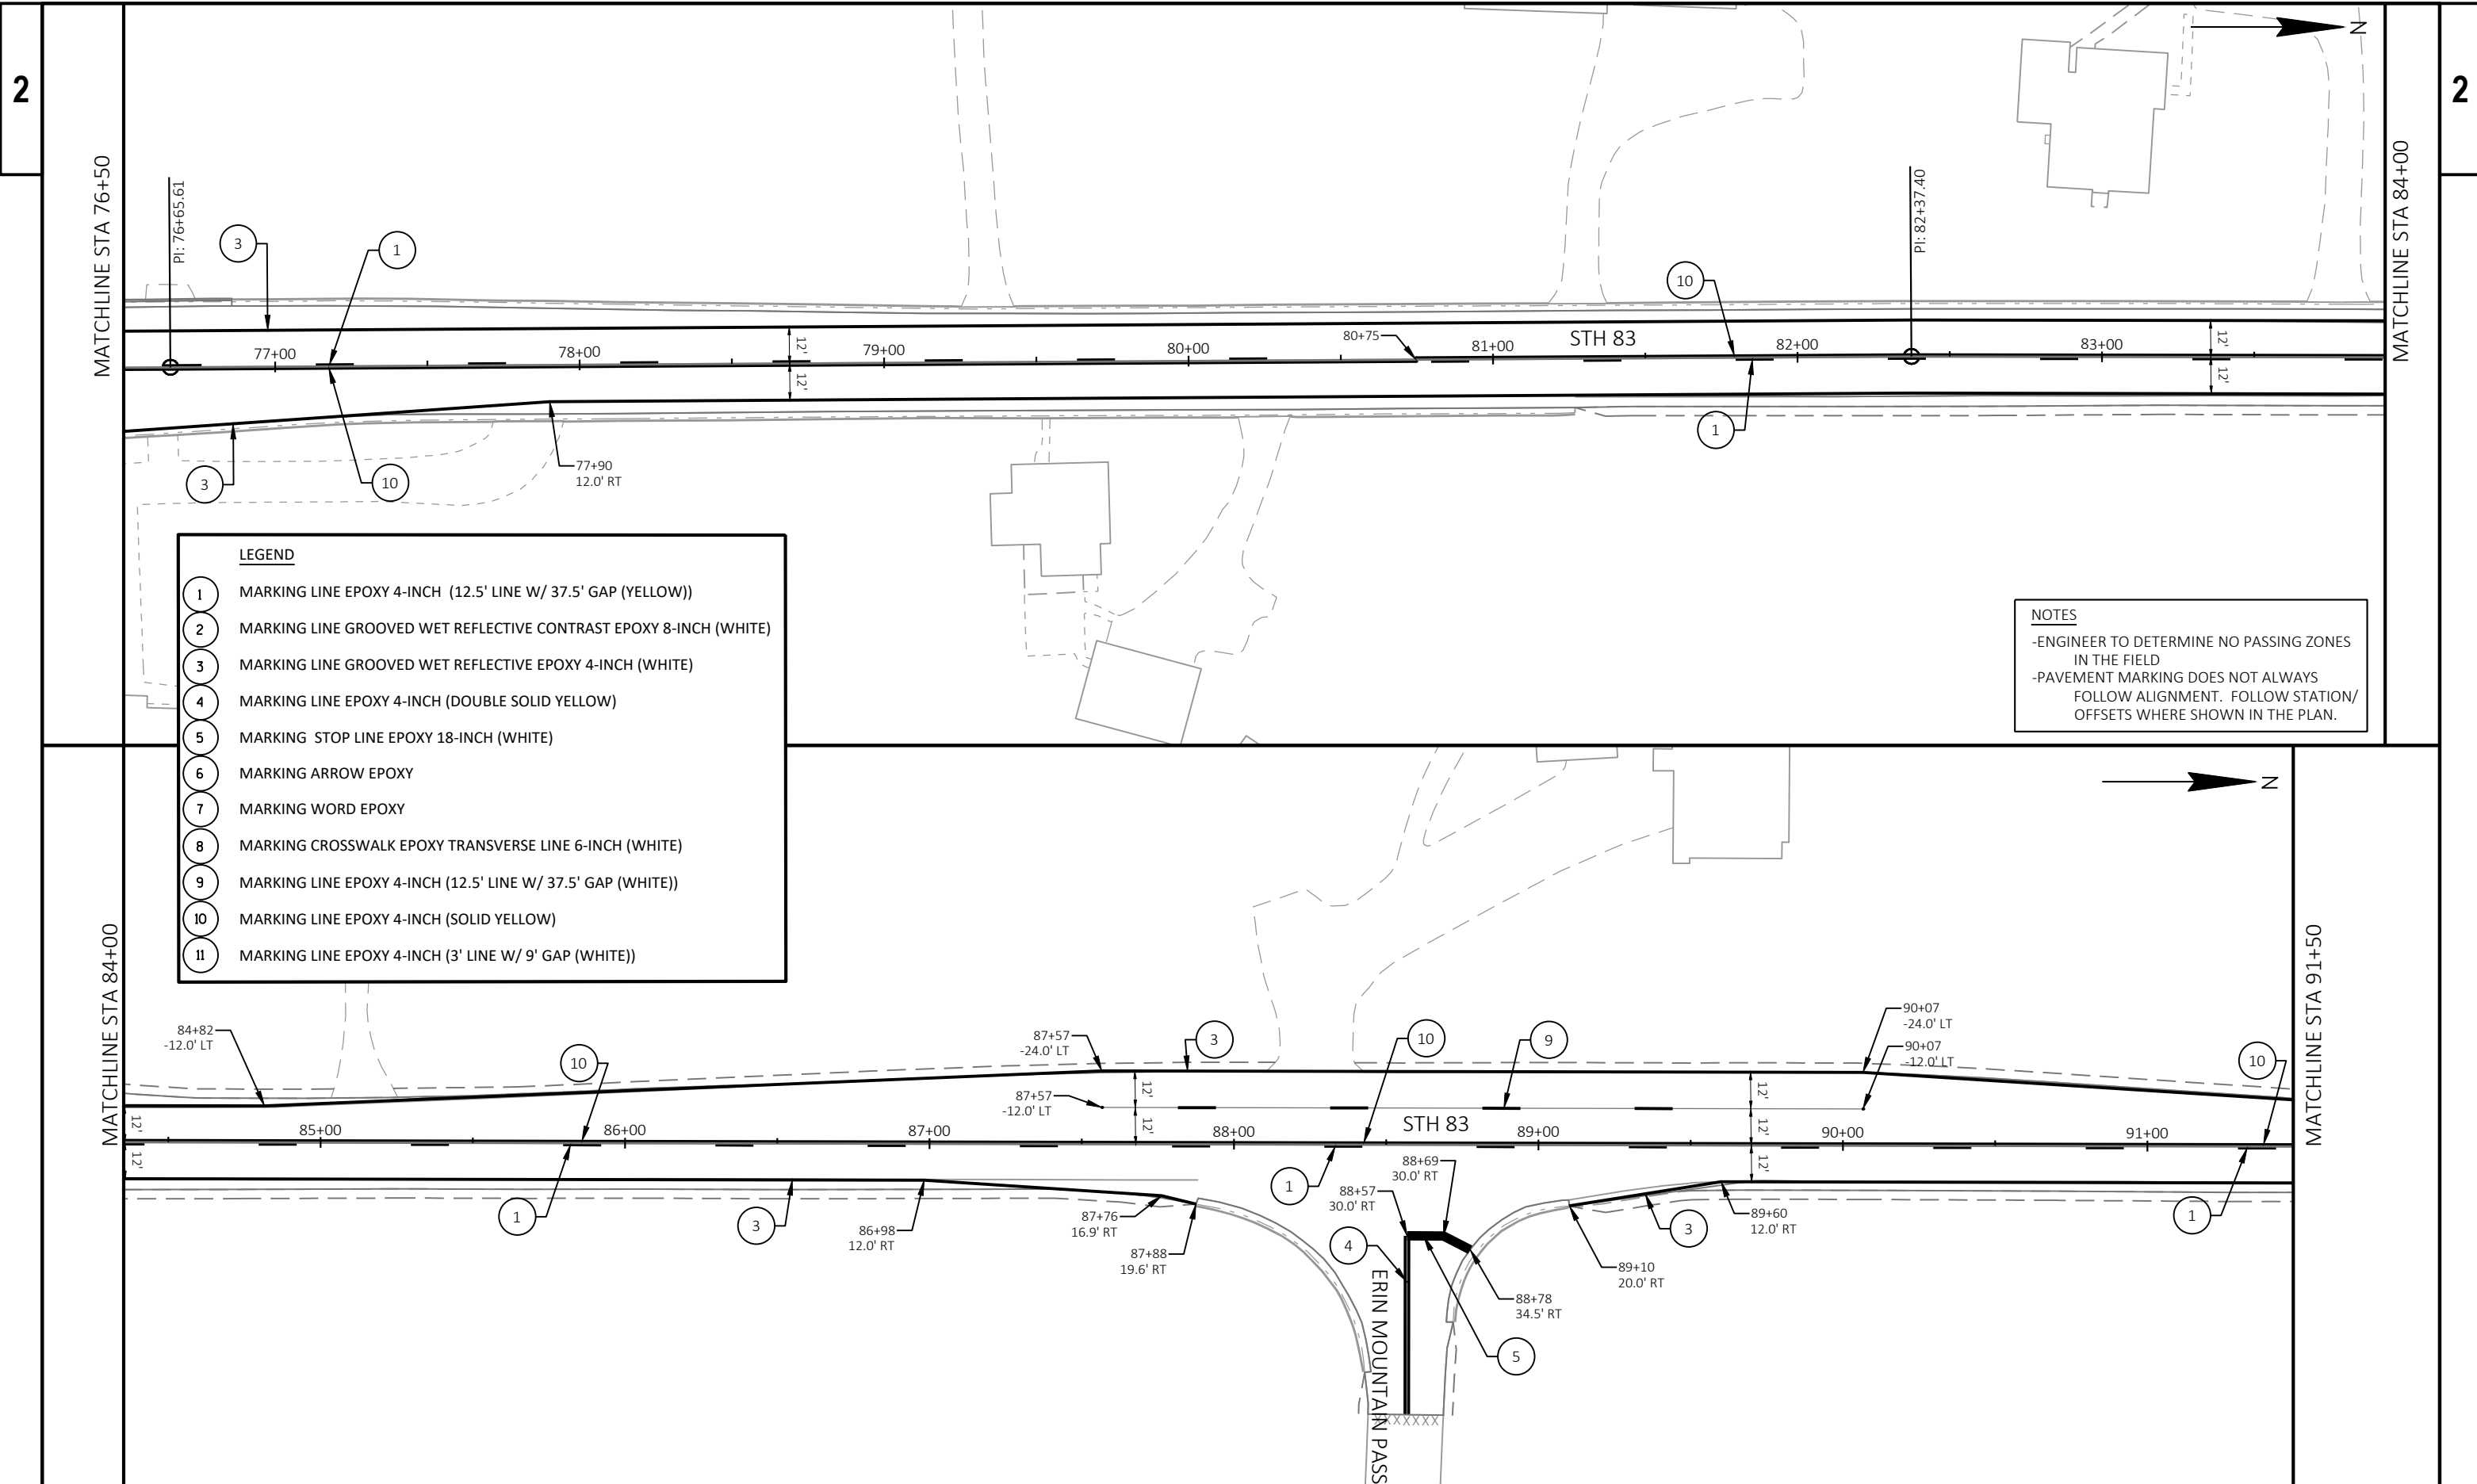 2
2
N
MATCHLINE STA 76+50
MATCHLINE STA 84+00
PI: 76+65.61
PI: 82+37.40
3
1
10
80+75
STH 83
77+00
78+00
79+00
80+00
81+00
82+00
83+00
12'
12'
12'
12'
3
10
77+90
12.0' RT
1
LEGEND
1 MARKING LINE EPOXY 4-INCH (12.5' LINE W/ 37.5' GAP (YELLOW))
2 MARKING LINE GROOVED WET REFLECTIVE CONTRAST EPOXY 8-INCH (WHITE)
3 MARKING LINE GROOVED WET REFLECTIVE EPOXY 4-INCH (WHITE)
4 MARKING LINE EPOXY 4-INCH (DOUBLE SOLID YELLOW)
5 MARKING STOP LINE EPOXY 18-INCH (WHITE)
6 MARKING ARROW EPOXY
7 MARKING WORD EPOXY
8 MARKING CROSSWALK EPOXY TRANSVERSE LINE 6-INCH (WHITE)
9 MARKING LINE EPOXY 4-INCH (12.5' LINE W/ 37.5' GAP (WHITE))
10 MARKING LINE EPOXY 4-INCH (SOLID YELLOW)
11 MARKING LINE EPOXY 4-INCH (3' LINE W/ 9' GAP (WHITE))
NOTES
-ENGINEER TO DETERMINE NO PASSING ZONES
IN THE FIELD
-PAVEMENT MARKING DOES NOT ALWAYS
FOLLOW ALIGNMENT. FOLLOW STATION/
OFFSETS WHERE SHOWN IN THE PLAN.
N
MATCHLINE STA 84+00
MATCHLINE STA 91+50
84+82
-12.0' LT
10
87+57
-24.0' LT
3
10
9
90+07
-24.0' LT
90+07
-12.0' LT
10
87+57
-12.0' LT
12'
12'
12'
12'
12'
12'
12'
STH 83
85+00
86+00
87+00
88+00
89+00
90+00
91+00
1
3
86+98
12.0' RT
87+76
16.9' RT
87+88
19.6' RT
1
88+69
30.0' RT
88+57
30.0' RT
4
ERIN MOUNTAIN PASS
5
88+78
34.5' RT
89+10
20.0' RT
3
89+60
12.0' RT
1
XXXXXXX